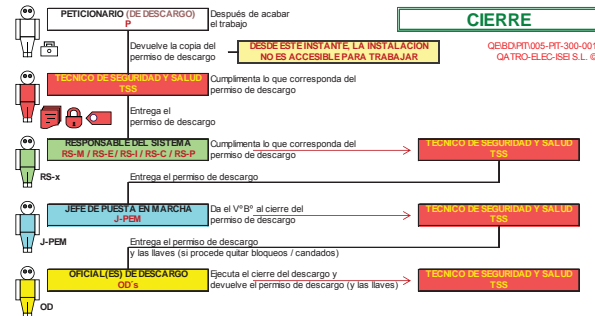 PETICIONARIO (DE DESCARGO)
P
Después de acabar
el trabajo
CIERRE
Devuelve la copia del
permiso de descargo
DESDE ESTE INSTANTE, LA INSTALACION
NO ES ACCESIBLE PARA TRABAJAR
QEBD\PIT\005-PIT-300-001
QATRO-ELEC-ISEI S.L. ©
TECNICO DE SEGURIDAD Y SALUD
TSS
Cumplimenta lo que corresponda del
permiso de descargo
Entrega el
permiso de descargo
RESPONSABLE DEL SISTEMA
RS-M / RS-E / RS-I / RS-C / RS-P
Cumplimenta lo que corresponda del
permiso de descargo
TECNICO DE SEGURIDAD Y SALUD
TSS
RS-x
Entrega el permiso de descargo
JEFE DE PUESTA EN MARCHA
J-PEM
Da el VºBº al cierre del
permiso de descargo
TECNICO DE SEGURIDAD Y SALUD
TSS
J-PEM
Entrega el permiso de descargo
y las llaves (si procede quitar bloqueos / candados)
OFICIAL(ES) DE DESCARGO
OD´s
Ejecuta el cierre del descargo y
devuelve el permiso de descargo (y las llaves)
TECNICO DE SEGURIDAD Y SALUD
TSS
OD